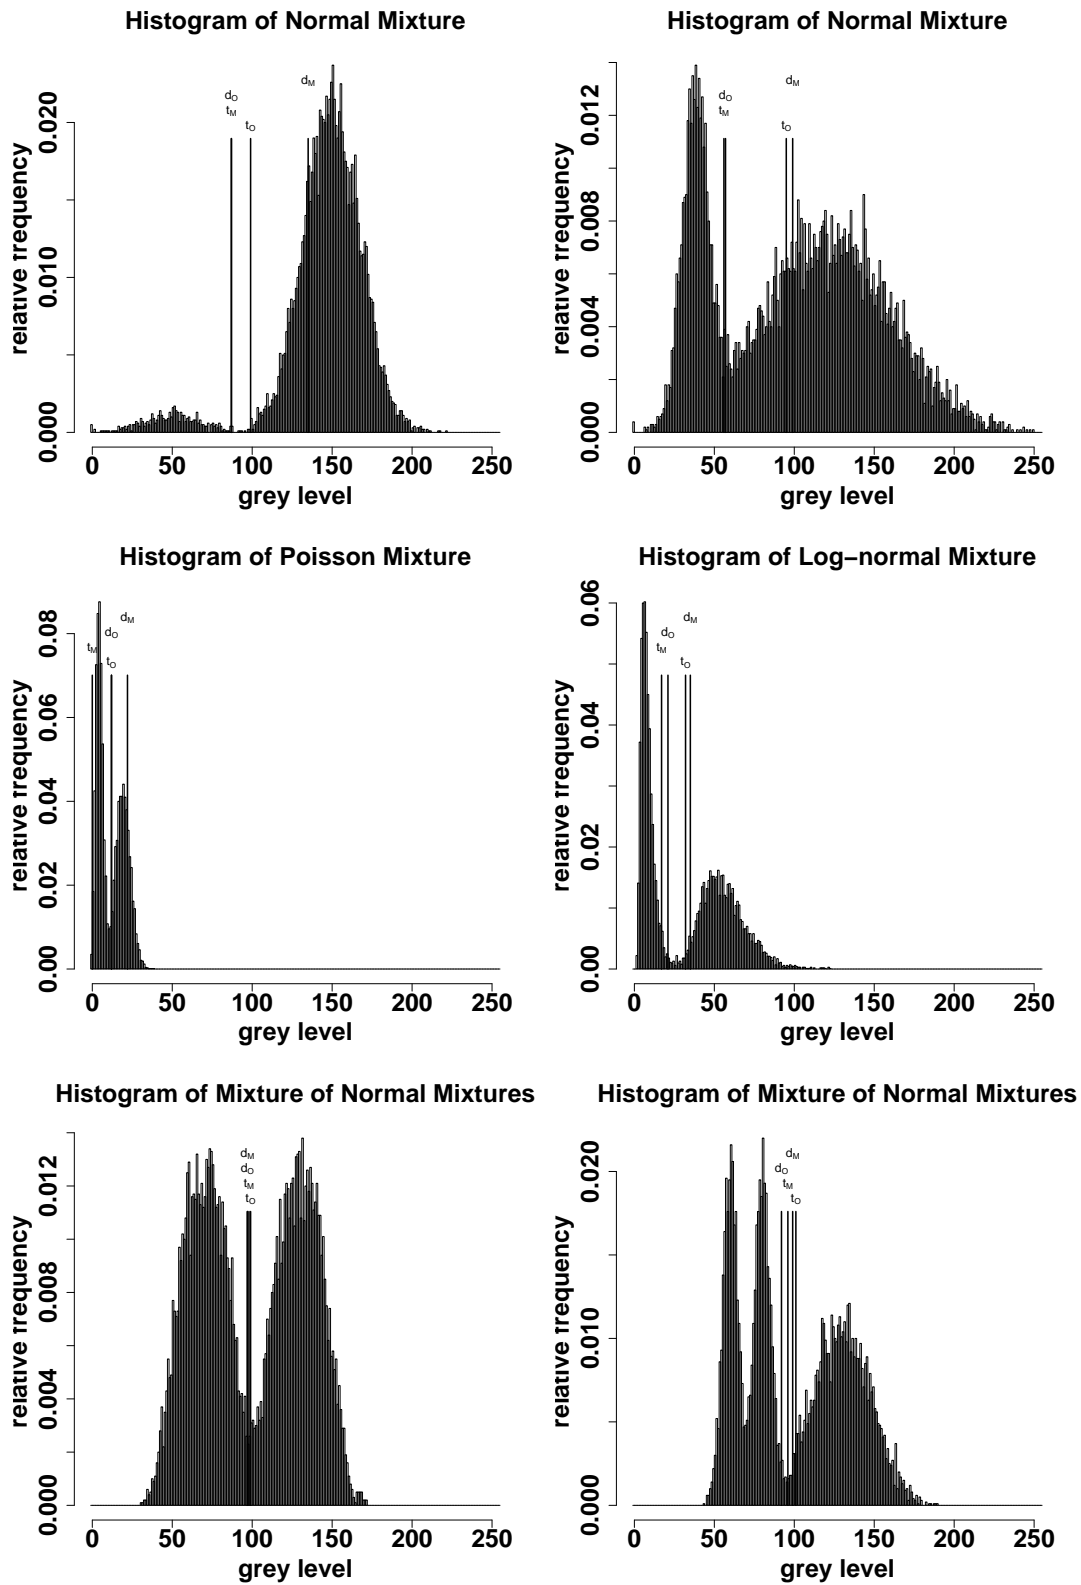 Histogram of Normal Mixture
relative frequency
0.000 0.010 0.020
dO
tM
tO
dM
0 50 100 150 200 250
grey level
Histogram of Normal Mixture
relative frequency
0.000 0.004 0.008 0.012
dO
tM
tO
dM
0 50 100 150 200 250
grey level
Histogram of Poisson Mixture
relative frequency
0.00 0.02 0.04 0.06 0.08
tM
dO
tO
dM
0 50 100 150 200 250
grey level
Histogram of Log−normal Mixture
relative frequency
0.00 0.02 0.04 0.06
dO
tM
tO
dM
0 50 100 150 200 250
grey level
Histogram of Mixture of Normal Mixtures
relative frequency
0.000 0.004 0.008 0.012
dM
dO
tM
tO
0 50 100 150 200 250
grey level
Histogram of Mixture of Normal Mixtures
relative frequency
0.000 0.010 0.020
dM
dO
tM
tO
0 50 100 150 200 250
grey level